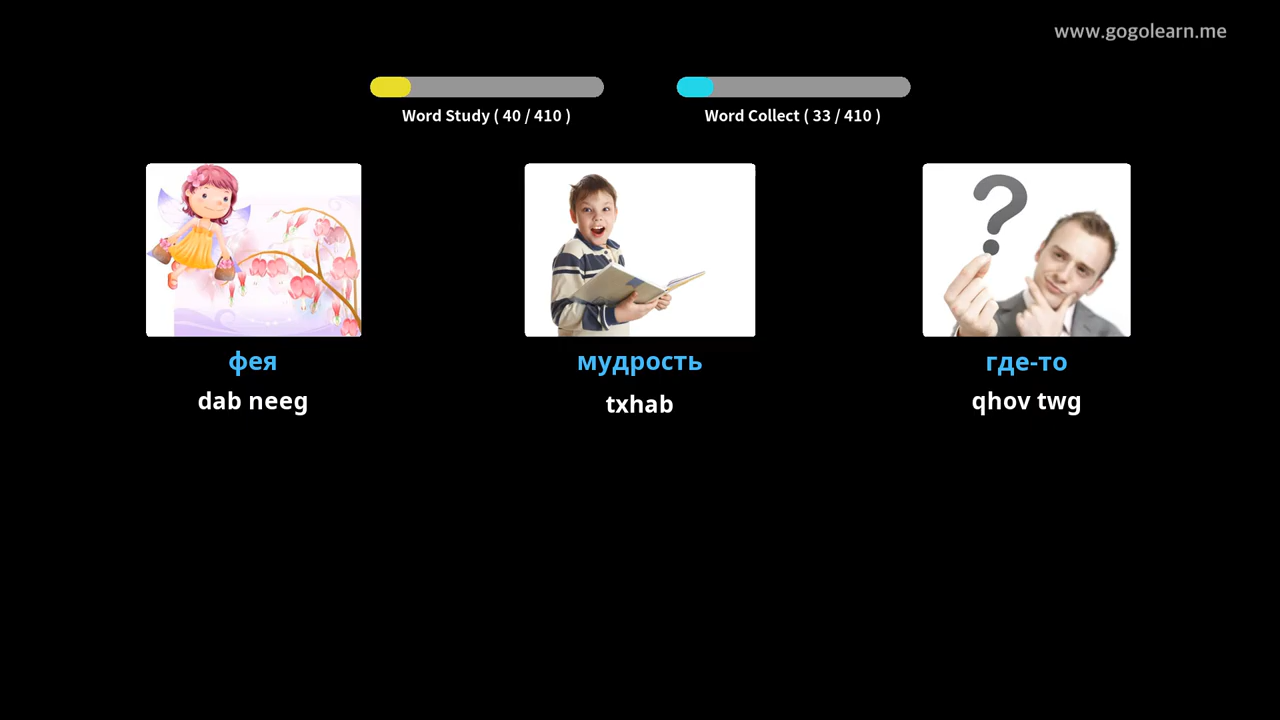 www.gogolearn.me
Word Study ( 40 / 410 )
Word Collect ( 33 / 410 )
фея
dab neeg
мудрость
txhab
где-то
qhov twg